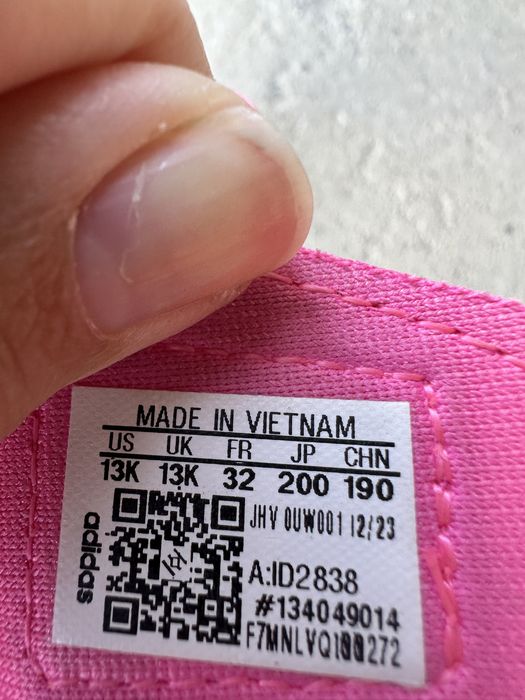 MADE IN VIETNAM
US UK FR JP CHN
13K 13K 32 200 190
JHV 0UW001 12/23
adidas
A:ID2838
#134049014